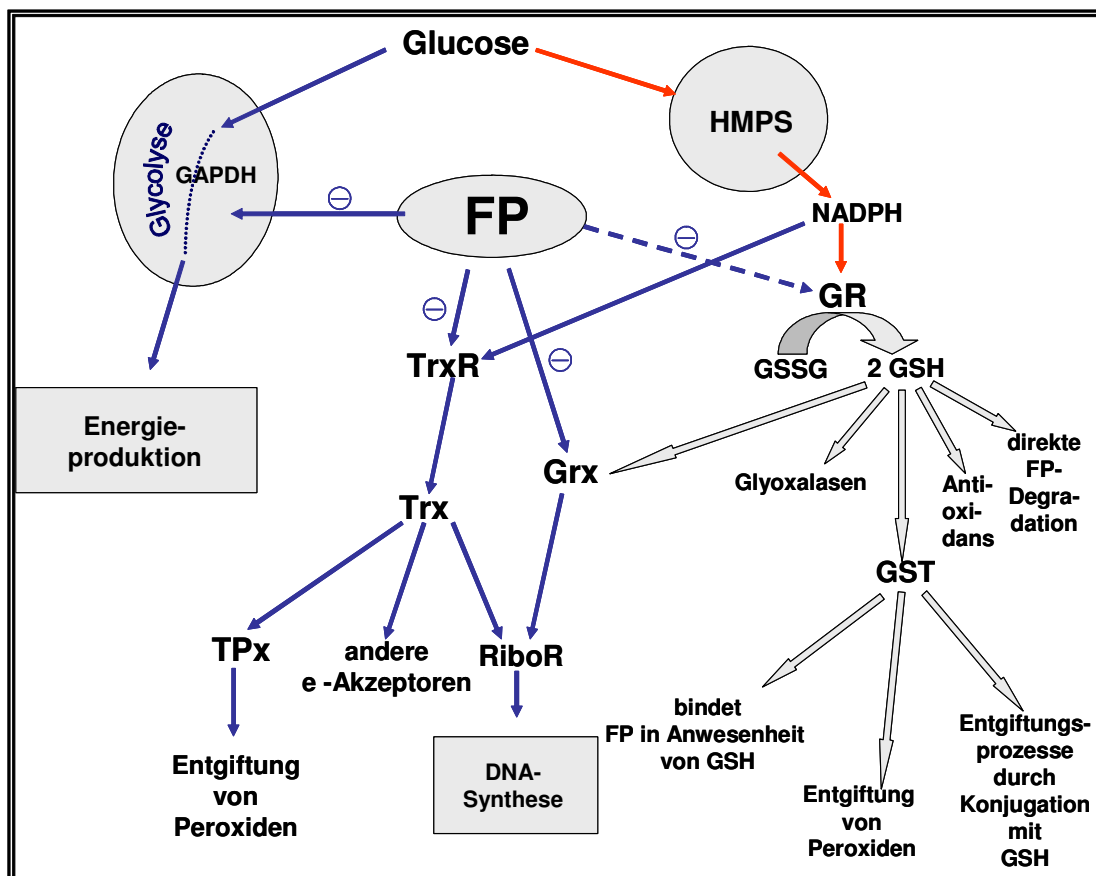 Glucose
HMPS
Glycolyse
GAPDH
FP
⊖
⊖
NADPH
GR
⊖
⊖
TrxR
GSSG
2 GSH
Energie-
produktion
Grx
Glyoxalasen
Anti-
oxi-
dans
direkte
FP-
Degra-
dation
Trx
GST
TPx
andere
e -Akzeptoren
RiboR
bindet
FP in Anwesenheit
von GSH
Entgiftungs-
prozesse
durch
Konjugation
mit
GSH
Entgiftung
von
Peroxiden
DNA-
Synthese
Entgiftung
von
Peroxiden